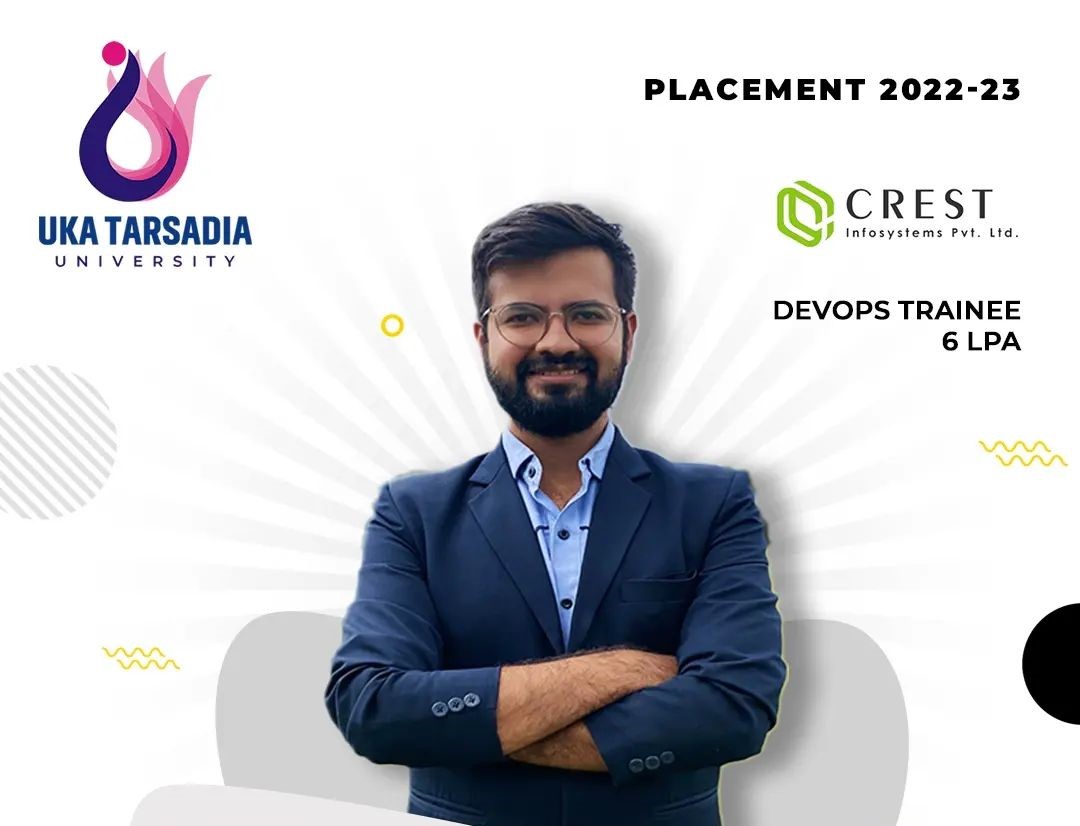 UKA TARSADIA
UNIVERSITY
PLACEMENT 2022-23
CREST
Infosystems Pvt. Ltd.
DEVOPS TRAINEE
6 LPA